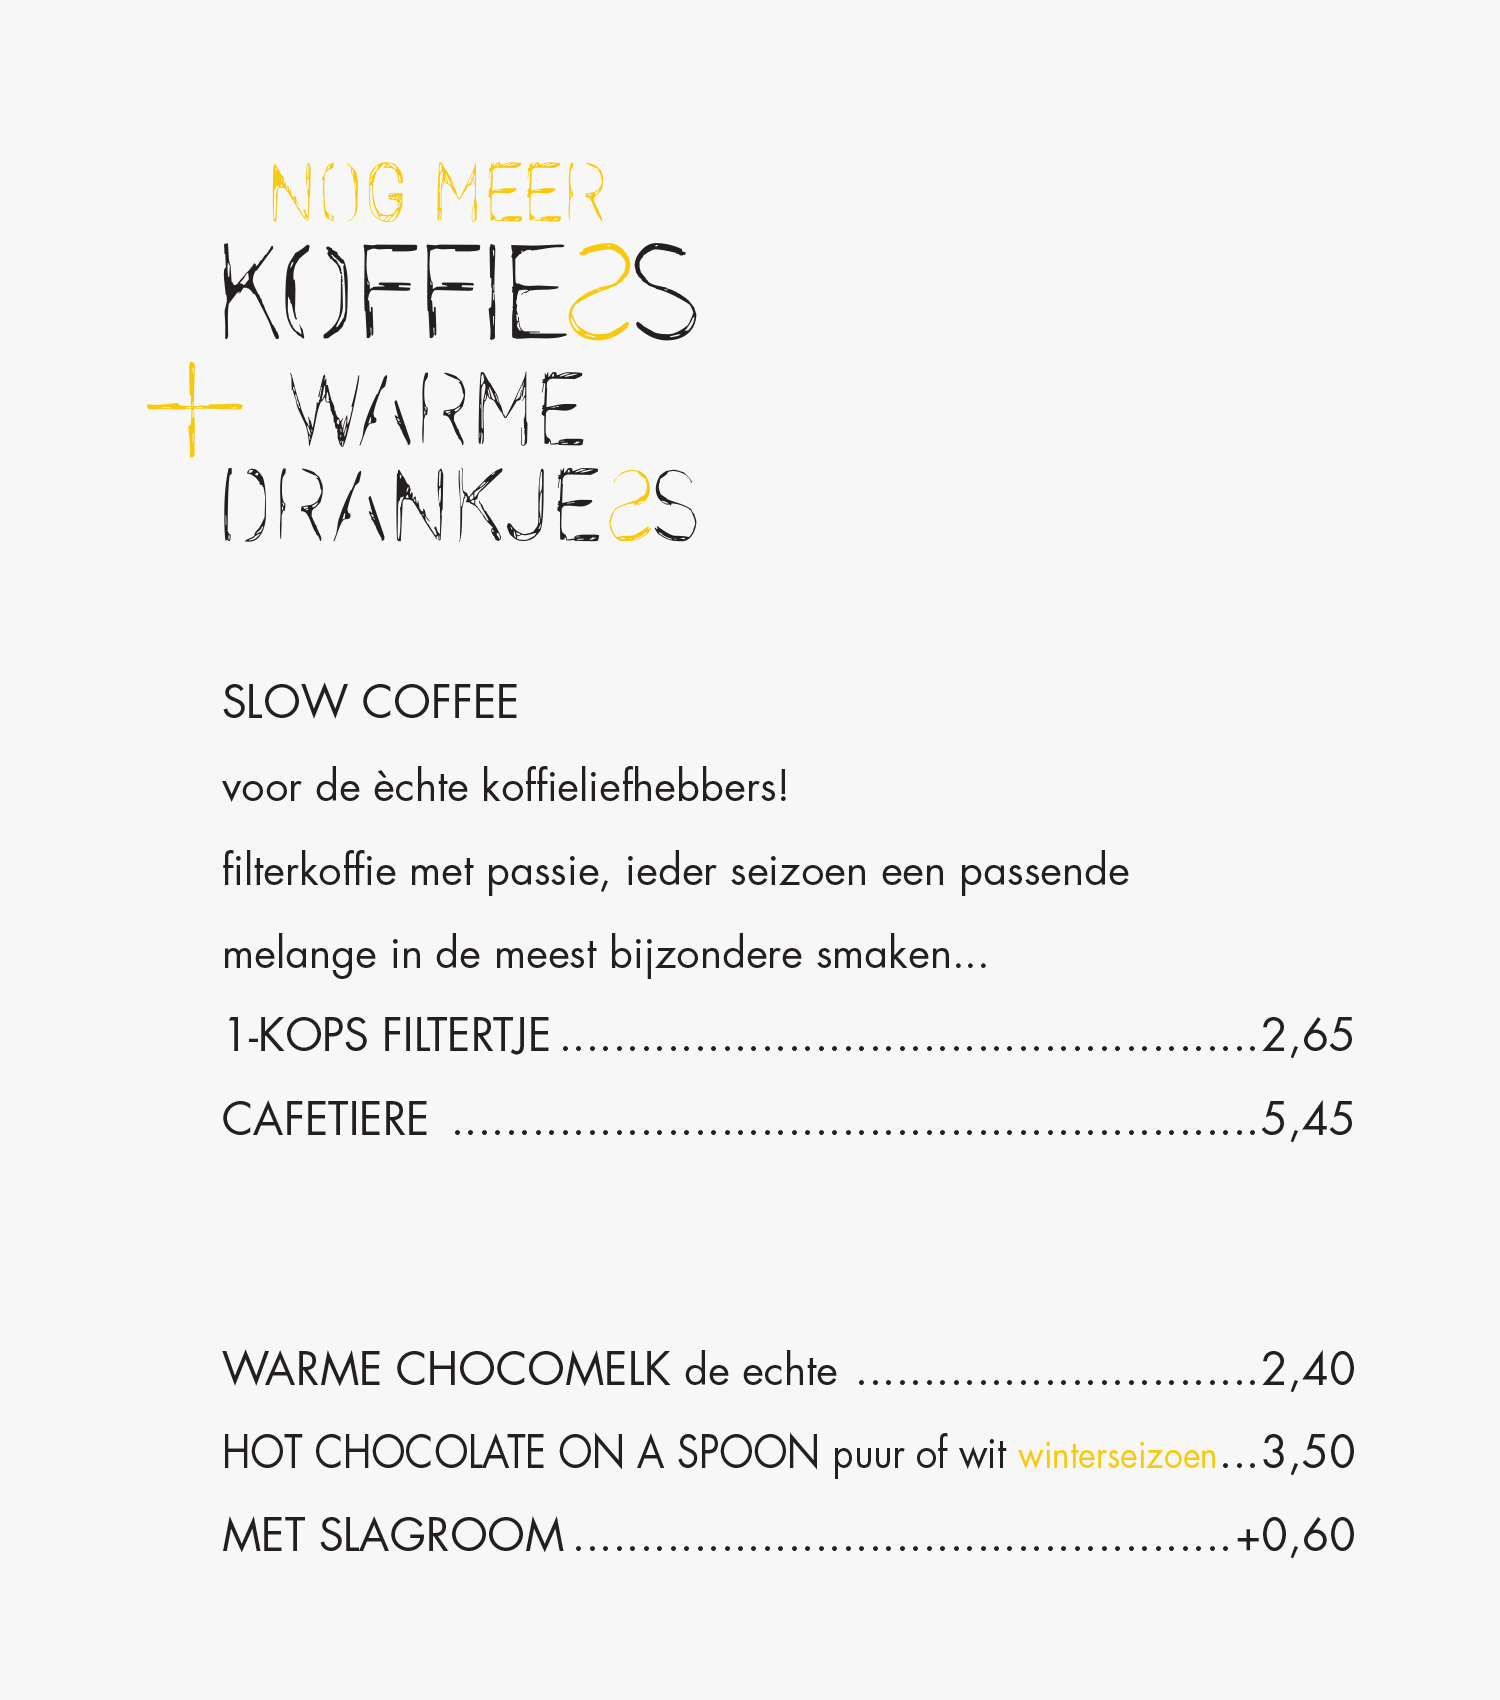 NOG MEER
KOFFIESS
+ WARME
DRANKJESS
SLOW COFFEE
voor de èchte koffieliefhebbers!
filterkoffie met passie, ieder seizoen een passende
melange in de meest bijzondere smaken...
1-KOPS FILTERTJE ....................................................2,65
CAFETIERE ............................................................5,45
WARME CHOCOMELK de echte ..............................2,40
HOT CHOCOLATE ON A SPOON puur of wit winterseizoen...3,50
MET SLAGROOM .................................................+0,60